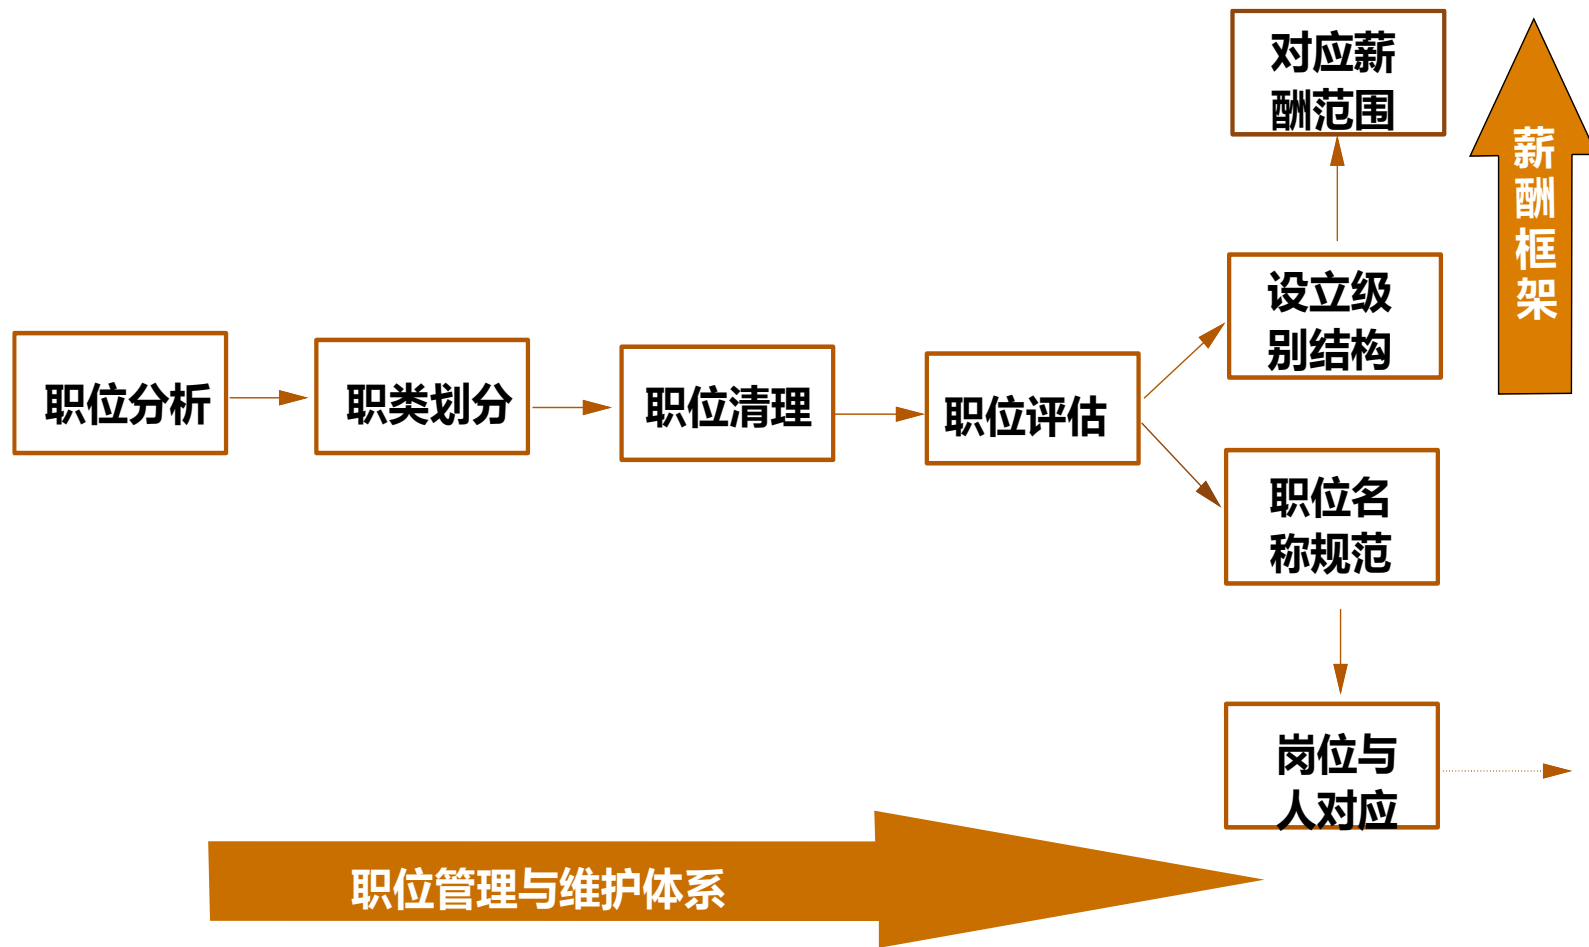 对应薪
酬范围
薪
酬
框
架
设立级
别结构
职位分析
职类划分
职位清理
职位评估
职位名
称规范
岗位与
人对应
职位管理与维护体系